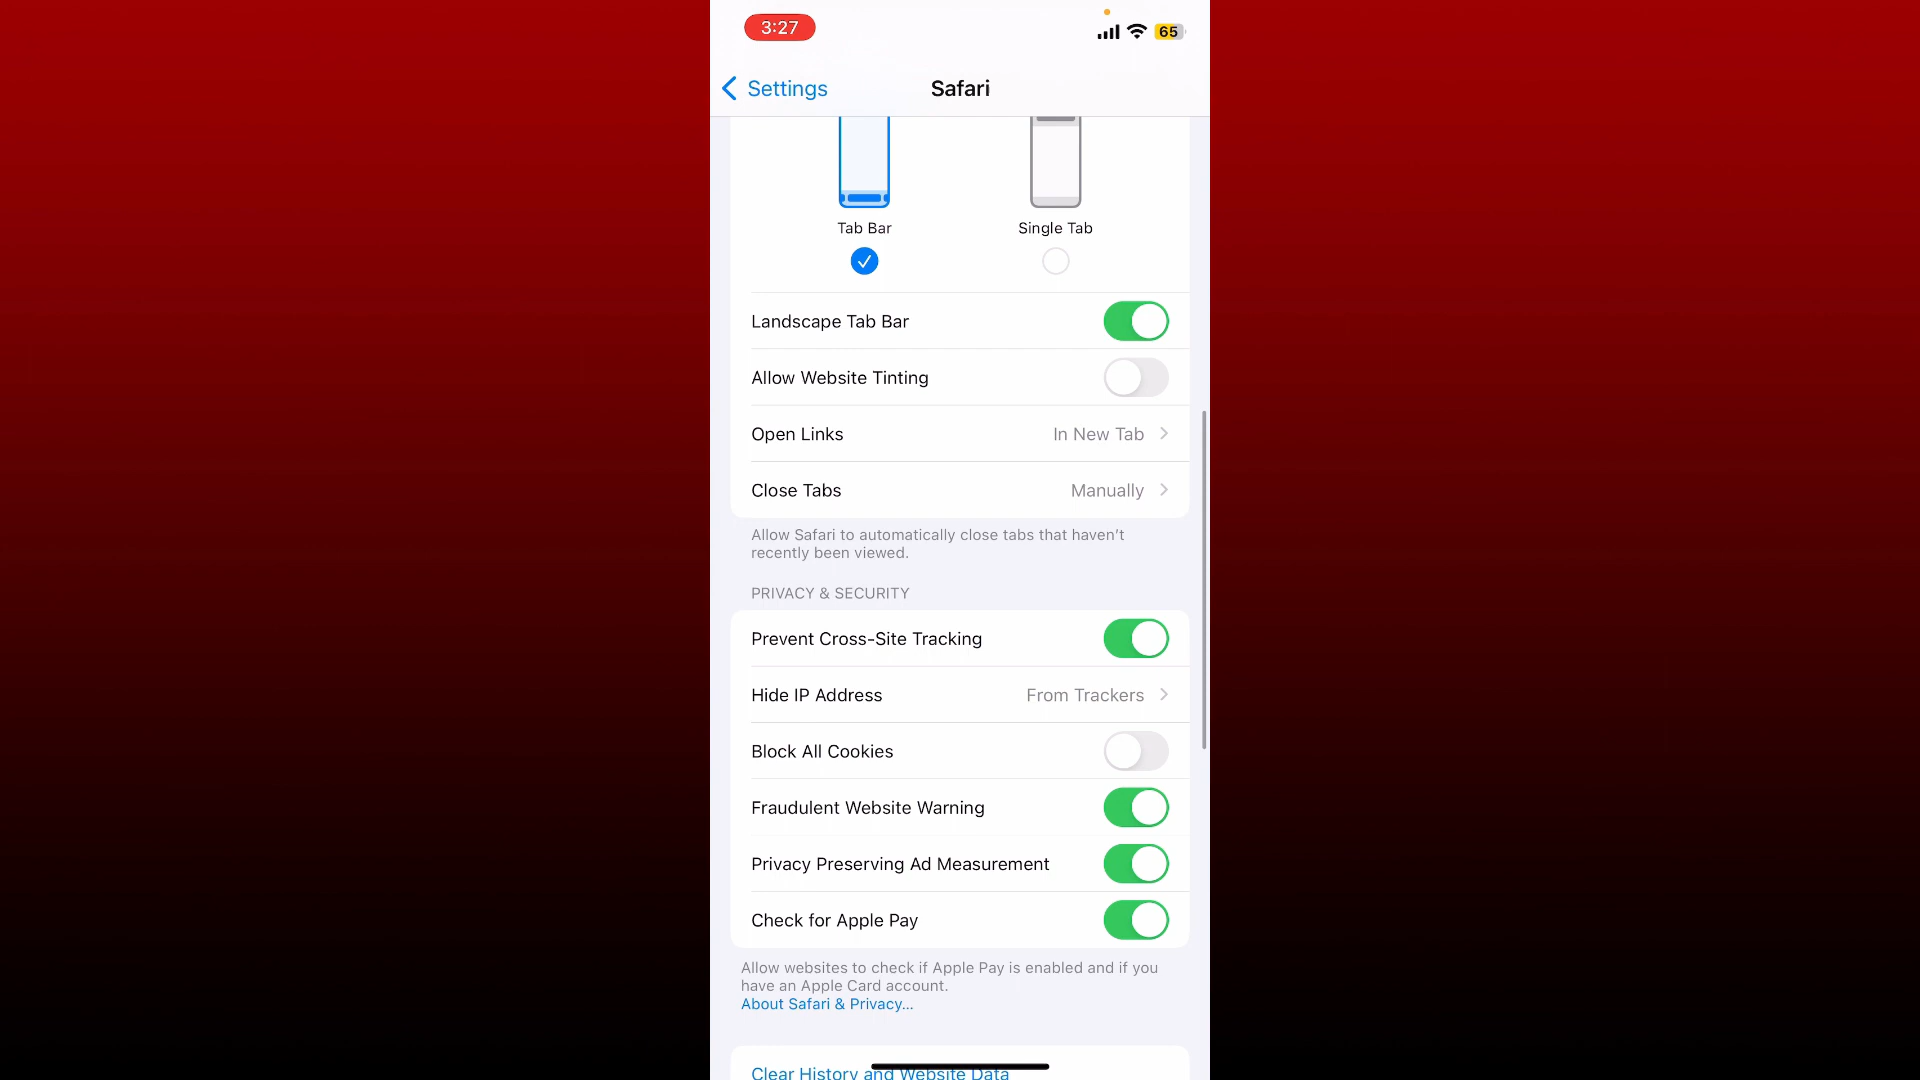 3:27
65
Settings
Safari
Tab Bar
Single Tab
Landscape Tab Bar
Allow Website Tinting
Open Links
In New Tab
Close Tabs
Manually
Allow Safari to automatically close tabs that haven't
recently been viewed.
PRIVACY & SECURITY
Prevent Cross-Site Tracking
Hide IP Address
From Trackers
Block All Cookies
Fraudulent Website Warning
Privacy Preserving Ad Measurement
Check for Apple Pay
Allow websites to check if Apple Pay is enabled and if you
have an Apple Card account.
About Safari & Privacy...
Clear History and Website Data